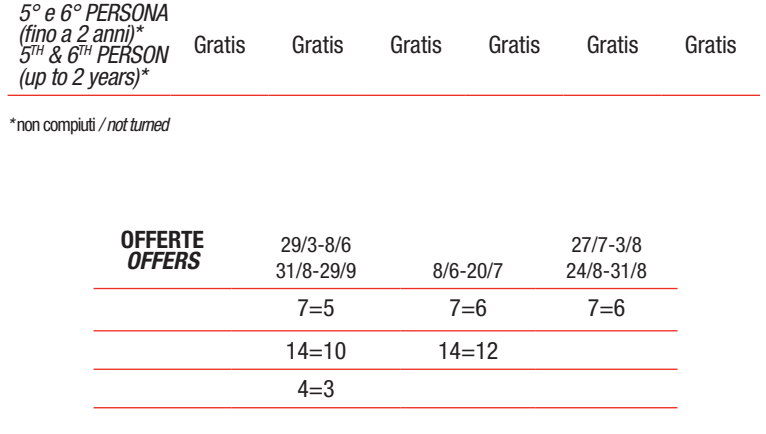 5° e 6° PERSONA
(fino a 2 anni)*
5TH & 6TH PERSON
(up to 2 years)*
Gratis Gratis Gratis Gratis Gratis Gratis
*non compiuti / not turned
OFFERTE
OFFERS
29/3-8/6
31/8-29/9
8/6-20/7
27/7-3/8
24/8-31/8
7=5 7=6 7=6
14=10 14=12
4=3